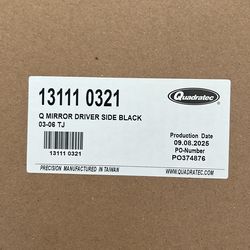 Quadratec
13111 0321
Q MIRROR DRIVER SIDE BLACK
03-06 TJ
13111 0321
Production Date
09.08.2025
PO-Number
PO374876
PRECISION MANUFACTURED IN TAIWAN
WWW.QUADRATEC.COM